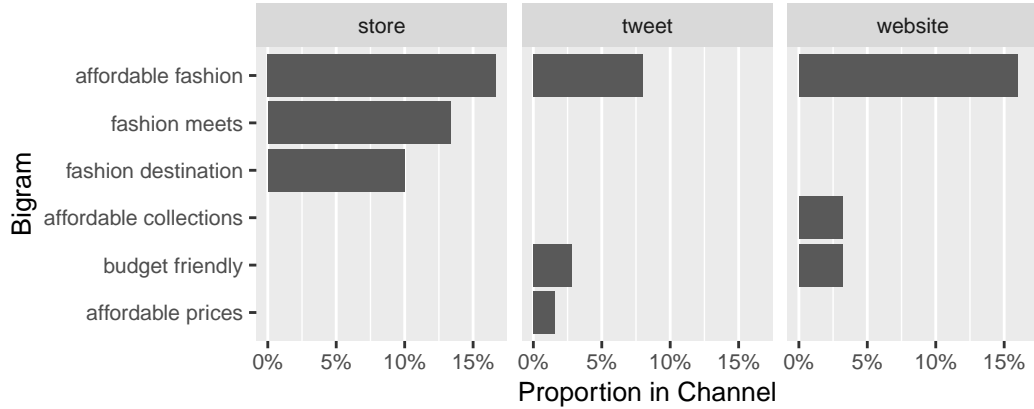 store tweet website
affordable fashion
fashion meets
fashion destination
affordable collections
budget friendly
affordable prices
Bigram
0% 5% 10% 15% 0% 5% 10% 15% 0% 5% 10% 15%
Proportion in Channel